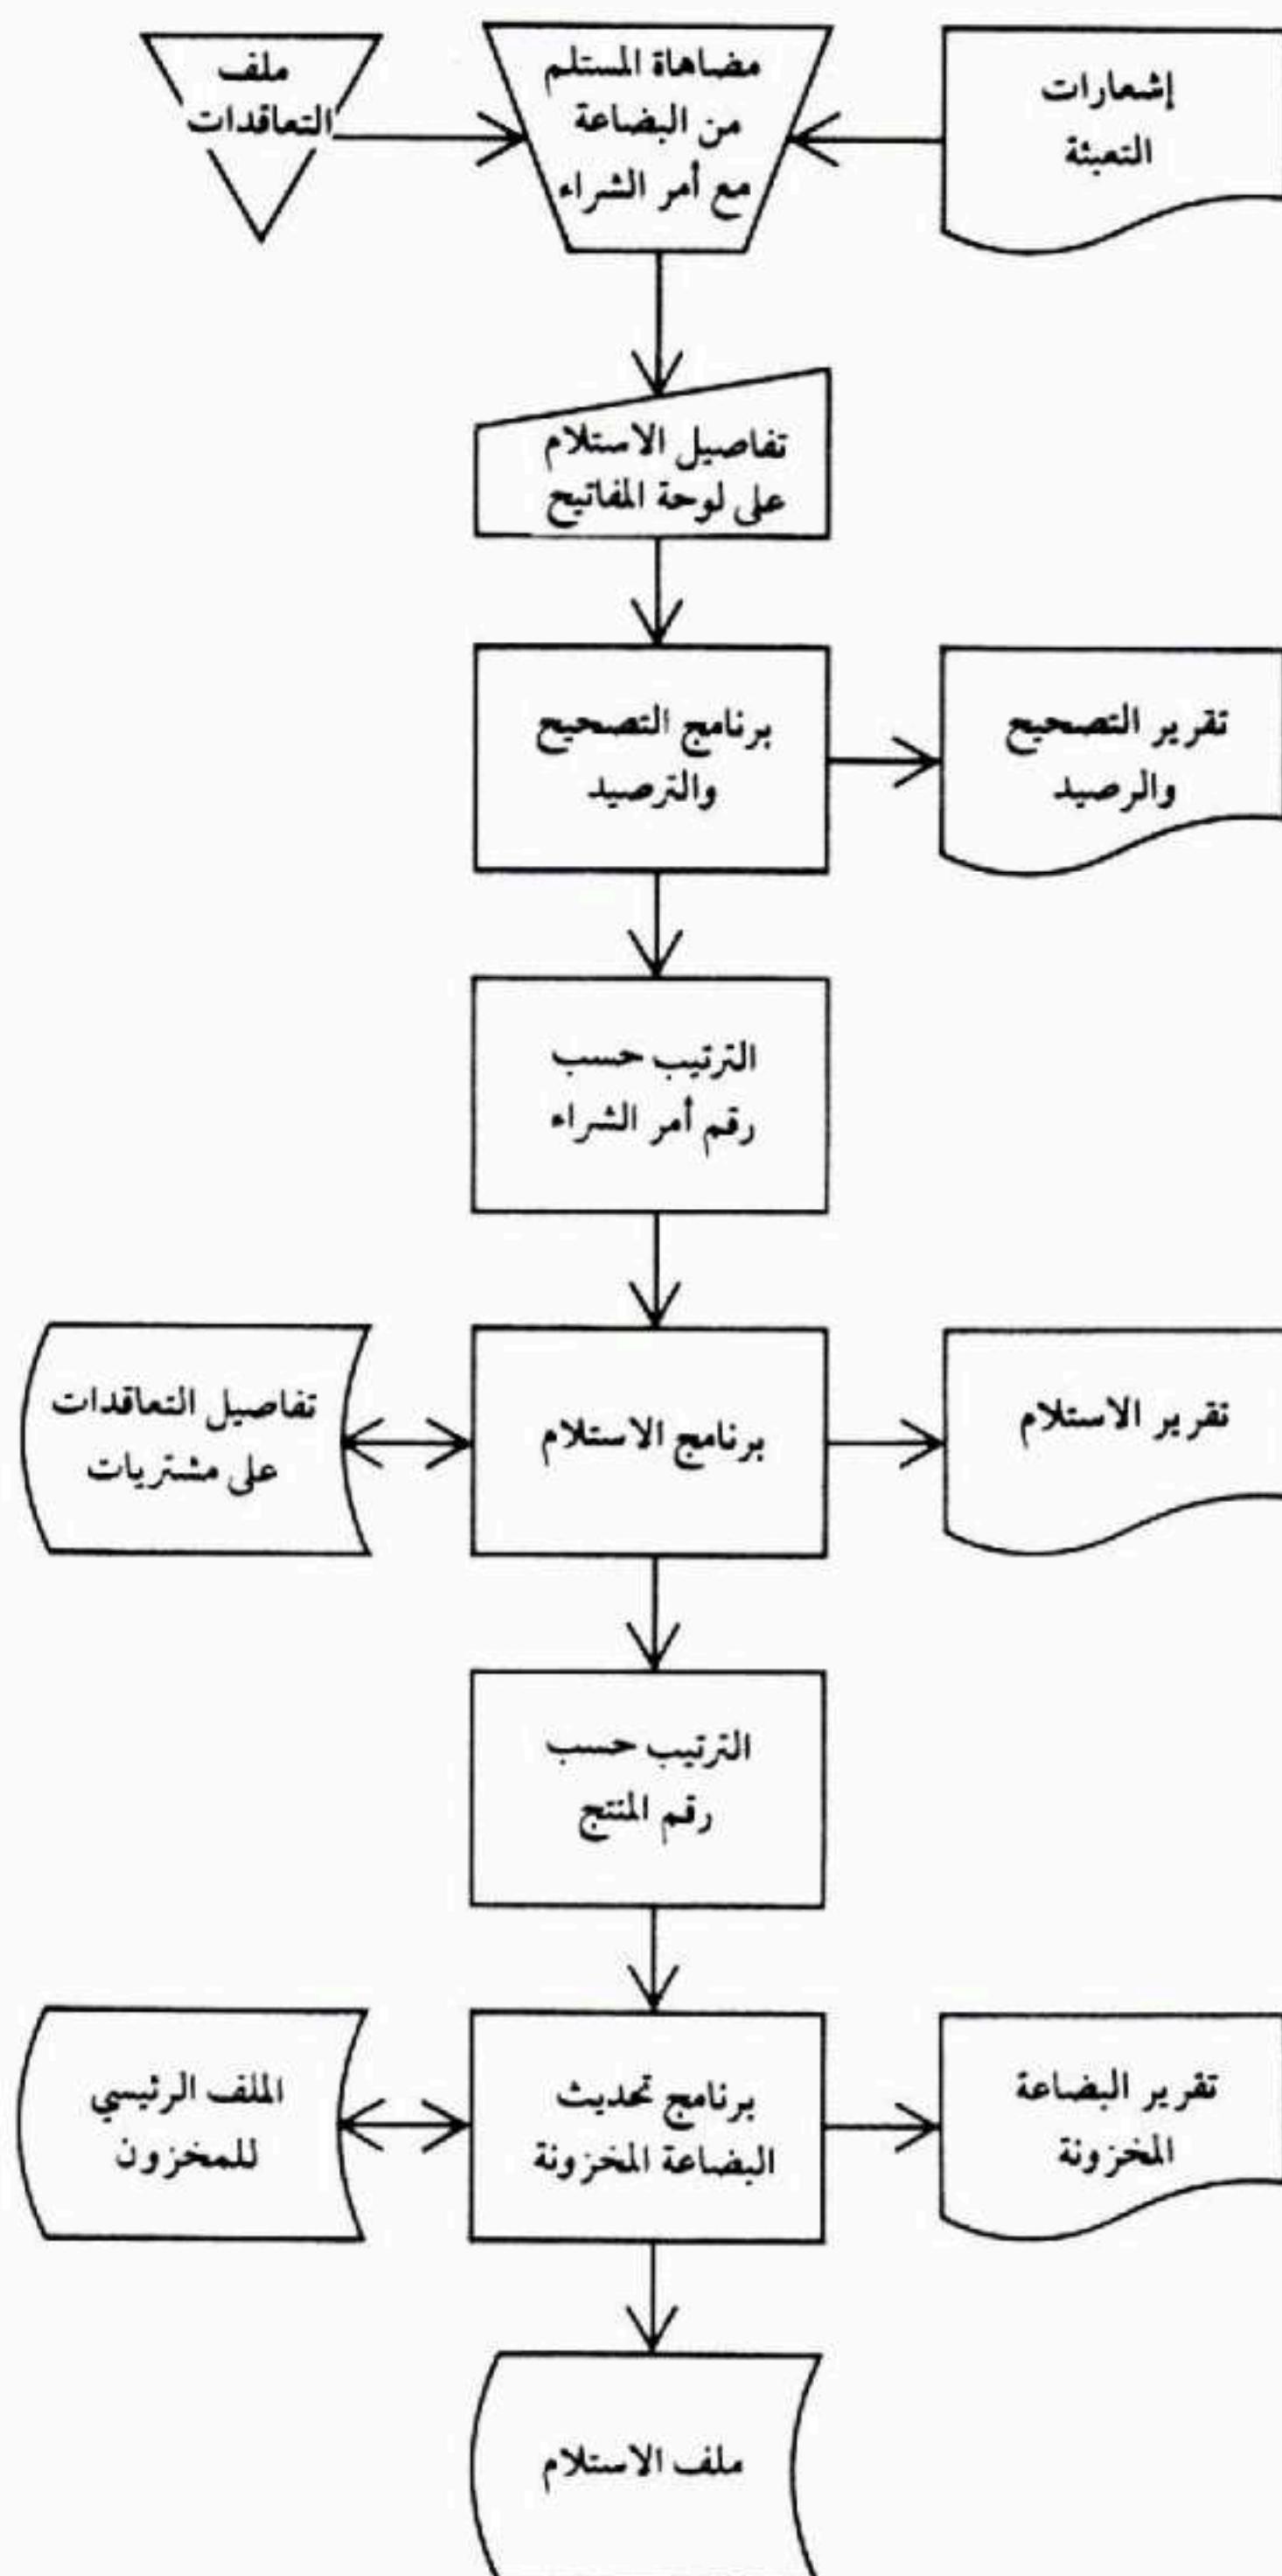 إشعارات
التعبئة
مضاهاة المستلم
من البضاعة
مع أمر الشراء
ملف
التعاقدات
تفاصيل الاستلام
على لوحة المفاتيح
تقرير التصحيح
والرصيد
برنامج التصحيح
والترصيد
الترتيب حسب
رقم أمر الشراء
تقرير الاستلام
برنامج الاستلام
تفاصيل التعاقدات
على مشتريات
الترتيب حسب
رقم المنتج
تقرير البضاعة
المخزونة
برنامج تحديث
البضاعة المخزونة
الملف الرئيسي
للمخزون
ملف الاستلام